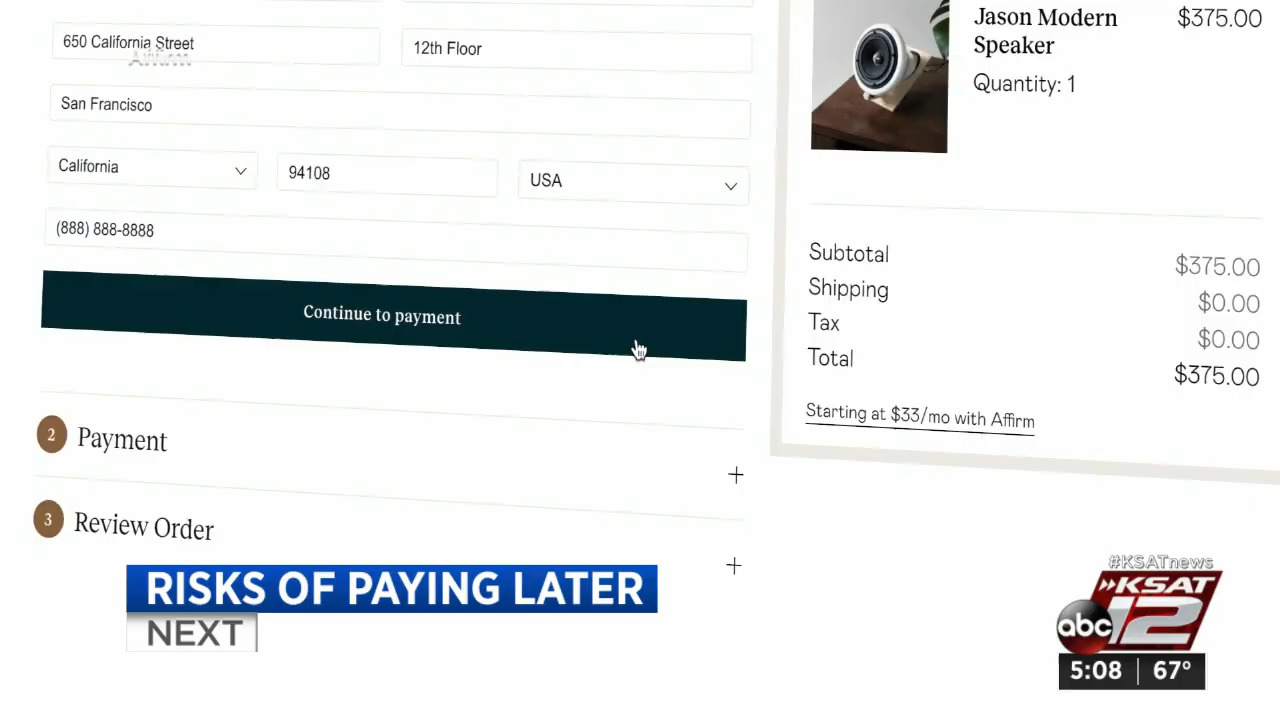 650 California Street
Affirm
12th Floor
San Francisco
California
94108
USA
(888) 888-8888
Continue to payment
2 Payment
+
3 Review Order
+
Jason Modern
Speaker
$375.00
Quantity: 1
Subtotal $375.00
Shipping $0.00
Tax $0.00
Total $375.00
Starting at $33/mo with Affirm
RISKS OF PAYING LATER
NEXT
#KSATnews
KSAT
abc 12
5:08 67°